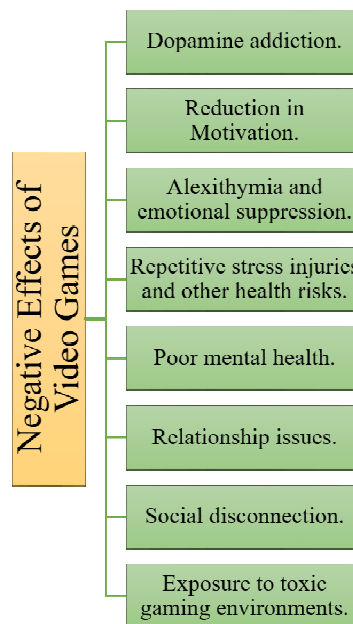 Negative Effects of
Video Games
Dopamine addiction.
Reduction in
Motivation.
Alexithymia and
emotional suppression.
Repetitive stress injuries
and other health risks.
Poor mental health.
Relationship issues.
Social disconnection.
Exposure to toxic
gaming environments.